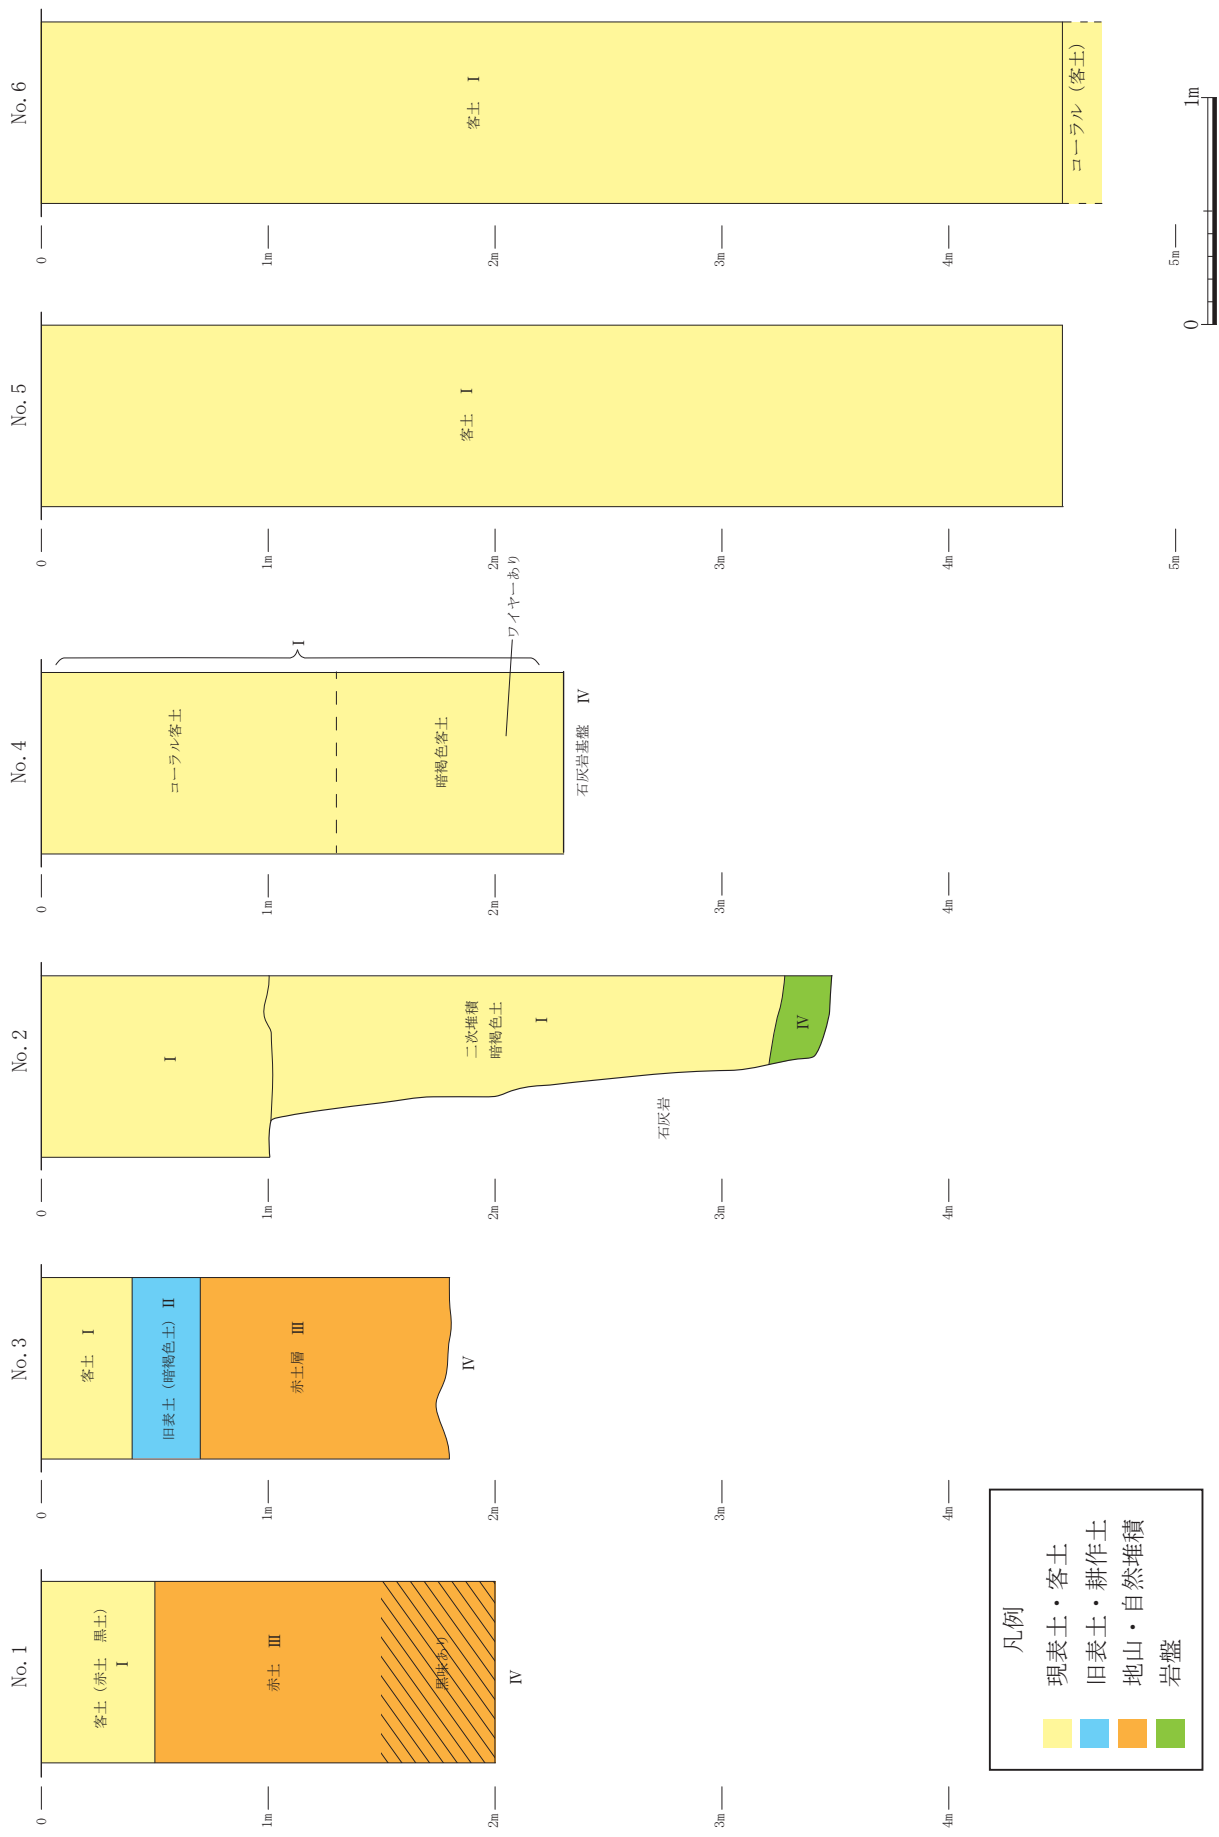 No. 1
0
1m
2m
3m
4m
客土（赤土　黒土）
Ⅰ
赤土　Ⅲ
黒味あり
Ⅳ
No. 3
0
1m
2m
3m
4m
客土　Ⅰ
旧表土（暗褐色土）Ⅱ
赤土層　Ⅲ
Ⅳ
No. 2
0
1m
2m
3m
4m
Ⅰ
二次堆積
暗褐色土
Ⅰ
石灰岩
Ⅳ
No. 4
0
1m
2m
3m
4m
コーラル客土
暗褐色客土
Ⅰ
ワイヤーあり
石灰岩基盤　Ⅳ
No. 5
0
1m
2m
3m
4m
5m
客土　Ⅰ
No. 6
0
1m
2m
3m
4m
5m
客土　Ⅰ
コーラル（客土）
凡例
現表土・客土
旧表土・耕作土
地山・自然堆積
岩盤
0
1m